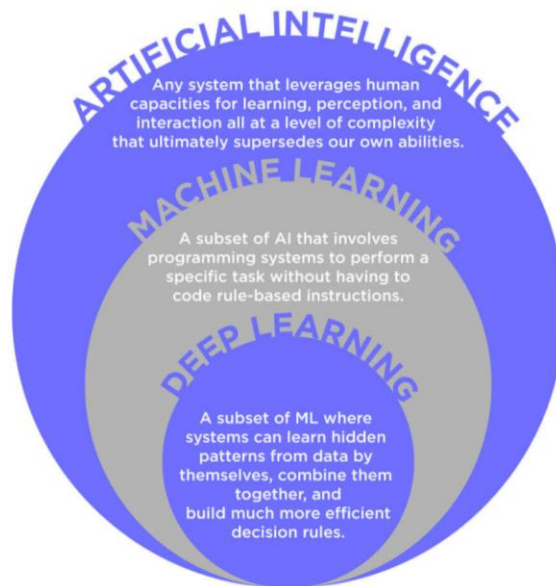 ARTIFICIAL INTELLIGENCE
Any system that leverages human
capacities for learning, perception, and
interaction all at a level of complexity
that ultimately supersedes our own abilities.
MACHINE LEARNING
A subset of AI that involves
programming systems to perform a
specific task without having to
code rule-based instructions.
DEEP LEARNING
A subset of ML where
systems can learn hidden
patterns from data by
themselves, combine them
together, and
build much more efficient
decision rules.